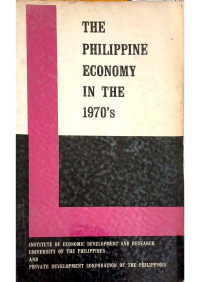 THE
PHILIPPINE
ECONOMY
IN THE
1970's
INSTITUTE OF ECONOMIC DEVELOPMENT AND RESEARCH
UNIVERSITY OF THE PHILIPPINES
AND
PRIVATE DEVELOPMENT CORPORATION OF THE PHILIPPINES